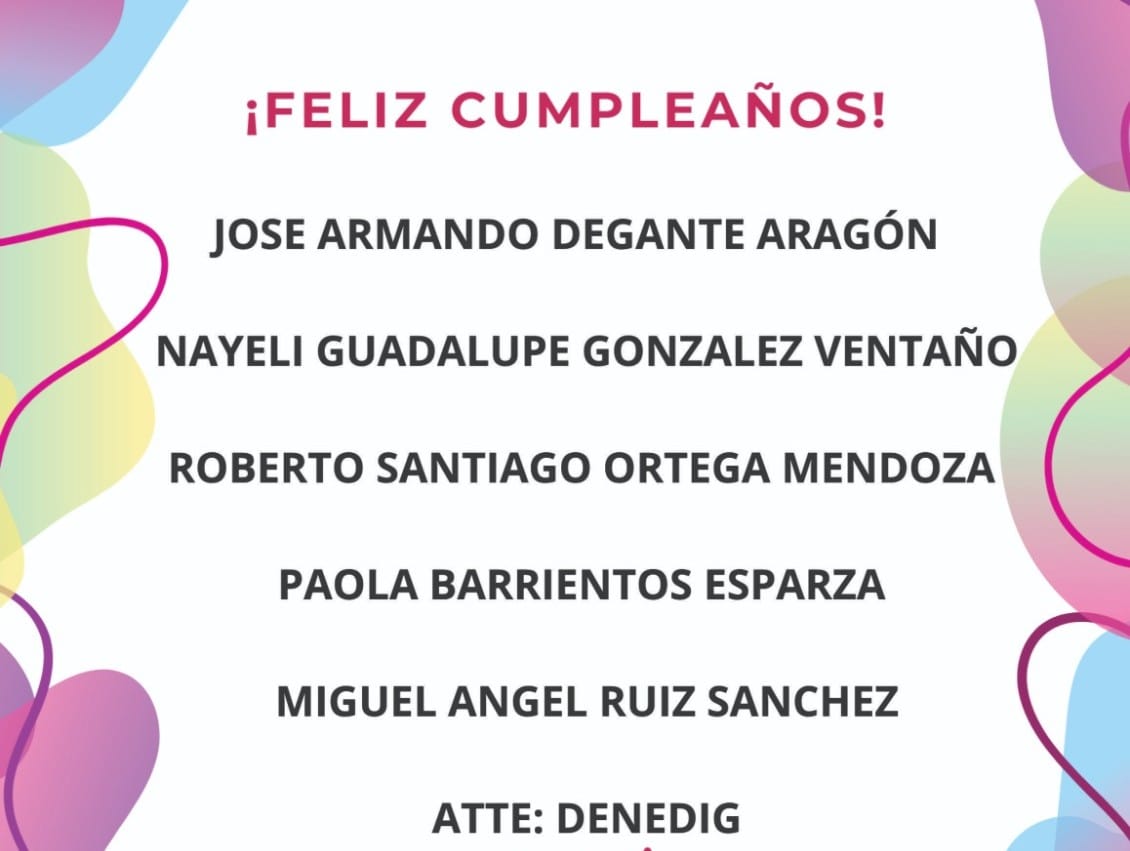 ¡FELIZ CUMPLEAÑOS!
JOSE ARMANDO DEGANTE ARAGÓN
NAYELI GUADALUPE GONZALEZ VENTAÑO
ROBERTO SANTIAGO ORTEGA MENDOZA
PAOLA BARRIENTOS ESPARZA
MIGUEL ANGEL RUIZ SANCHEZ
ATTE: DENEDIG